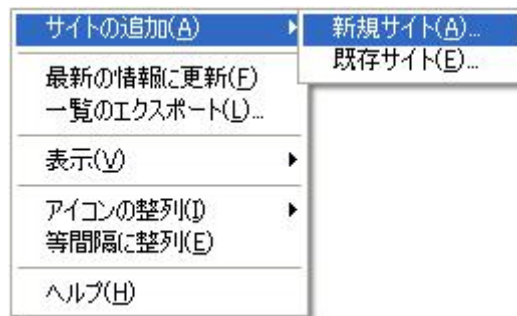 サイトの追加(A)
新規サイト(A)...
既存サイト(E)...
最新の情報に更新(F)
一覧のエクスポート(L)...
表示(V)
アイコンの整列(I)
等間隔に整列(E)
ヘルプ(H)